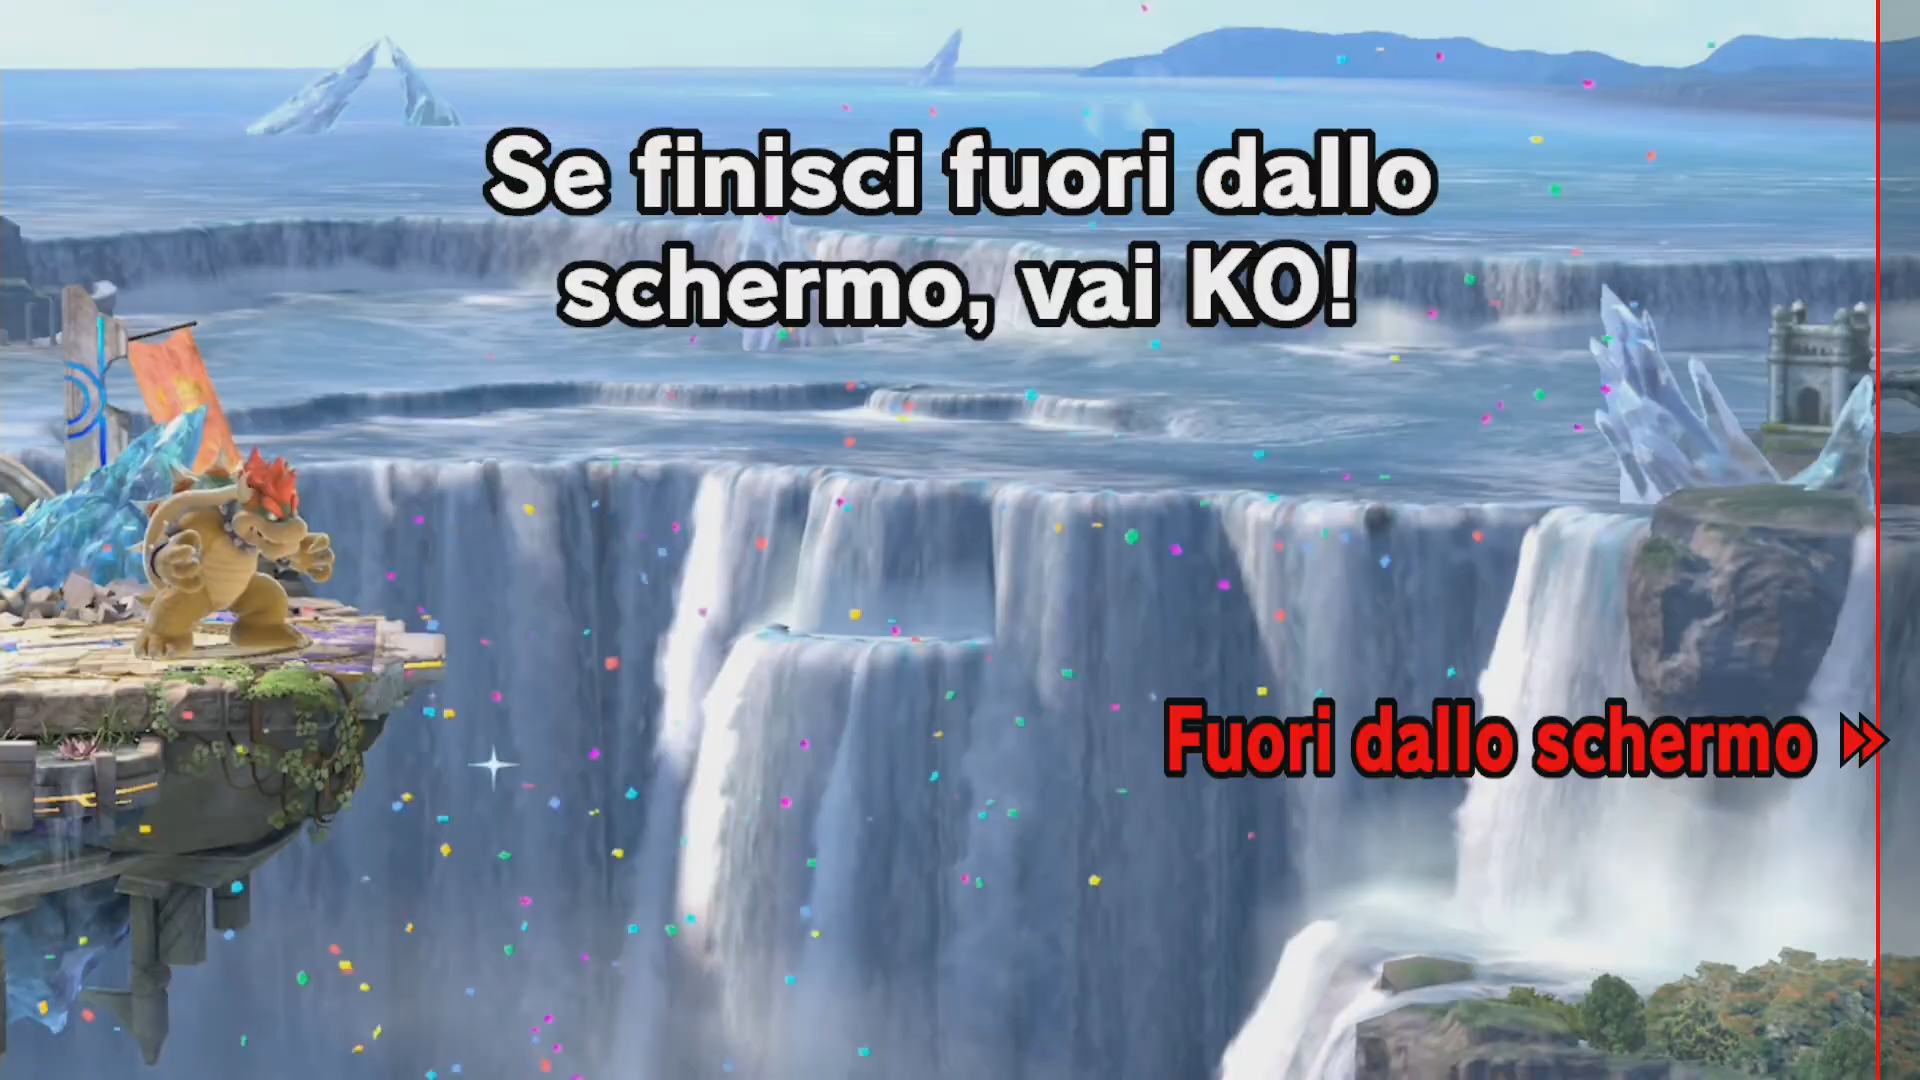 Se finisci fuori dallo
schermo, vai KO!
Fuori dallo schermo